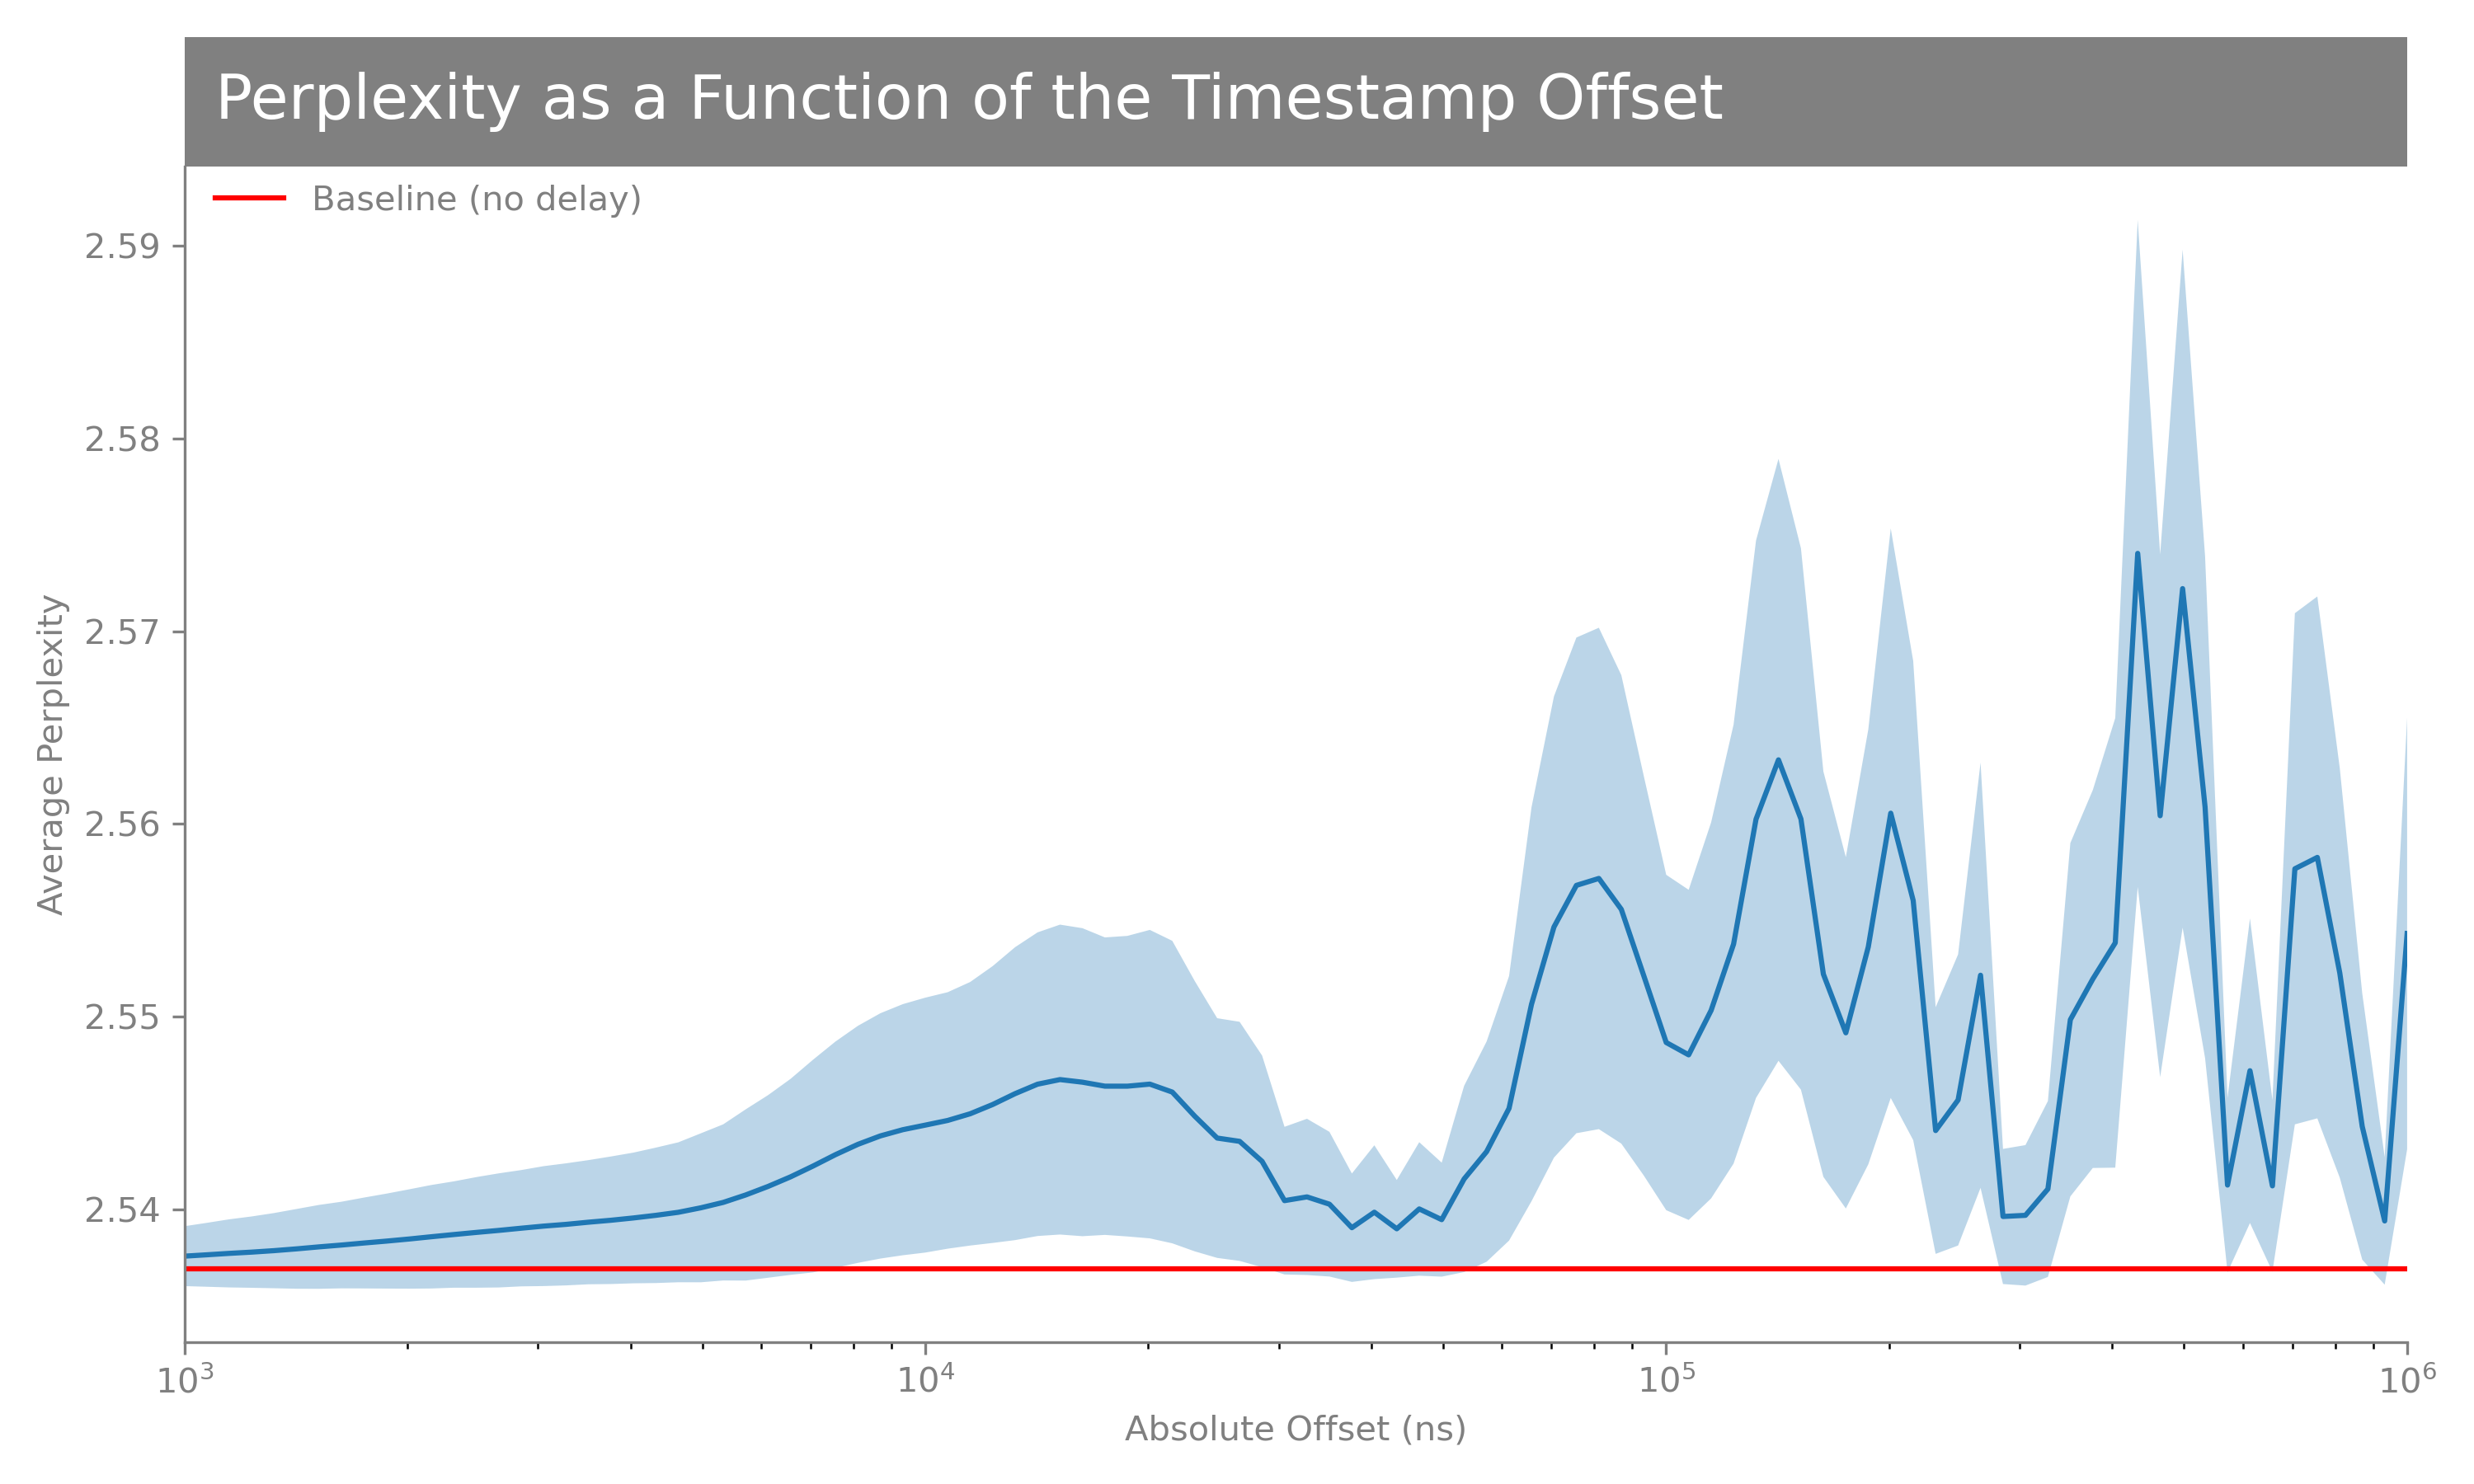 Perplexity as a Function of the Timestamp Offset
Baseline (no delay)
2.59
2.58
2.57
2.56
2.55
2.54
Average Perplexity
10³
10⁴
10⁵
10⁶
Absolute Offset (ns)